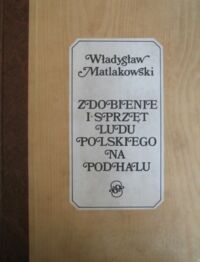 Władysław
Matlakowski
ZDOBIENIE
I SPRZĘT
LUDU
POLSKIEGO
NA
PODHALU